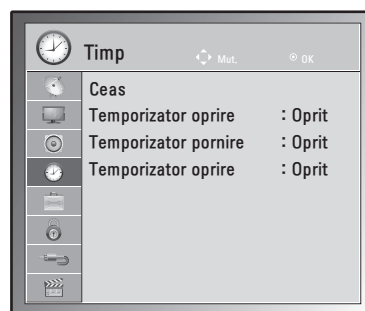 Timp Mut. OK
Ceas
Temporizator oprire : Oprit
Temporizator pornire : Oprit
Temporizator oprire : Oprit